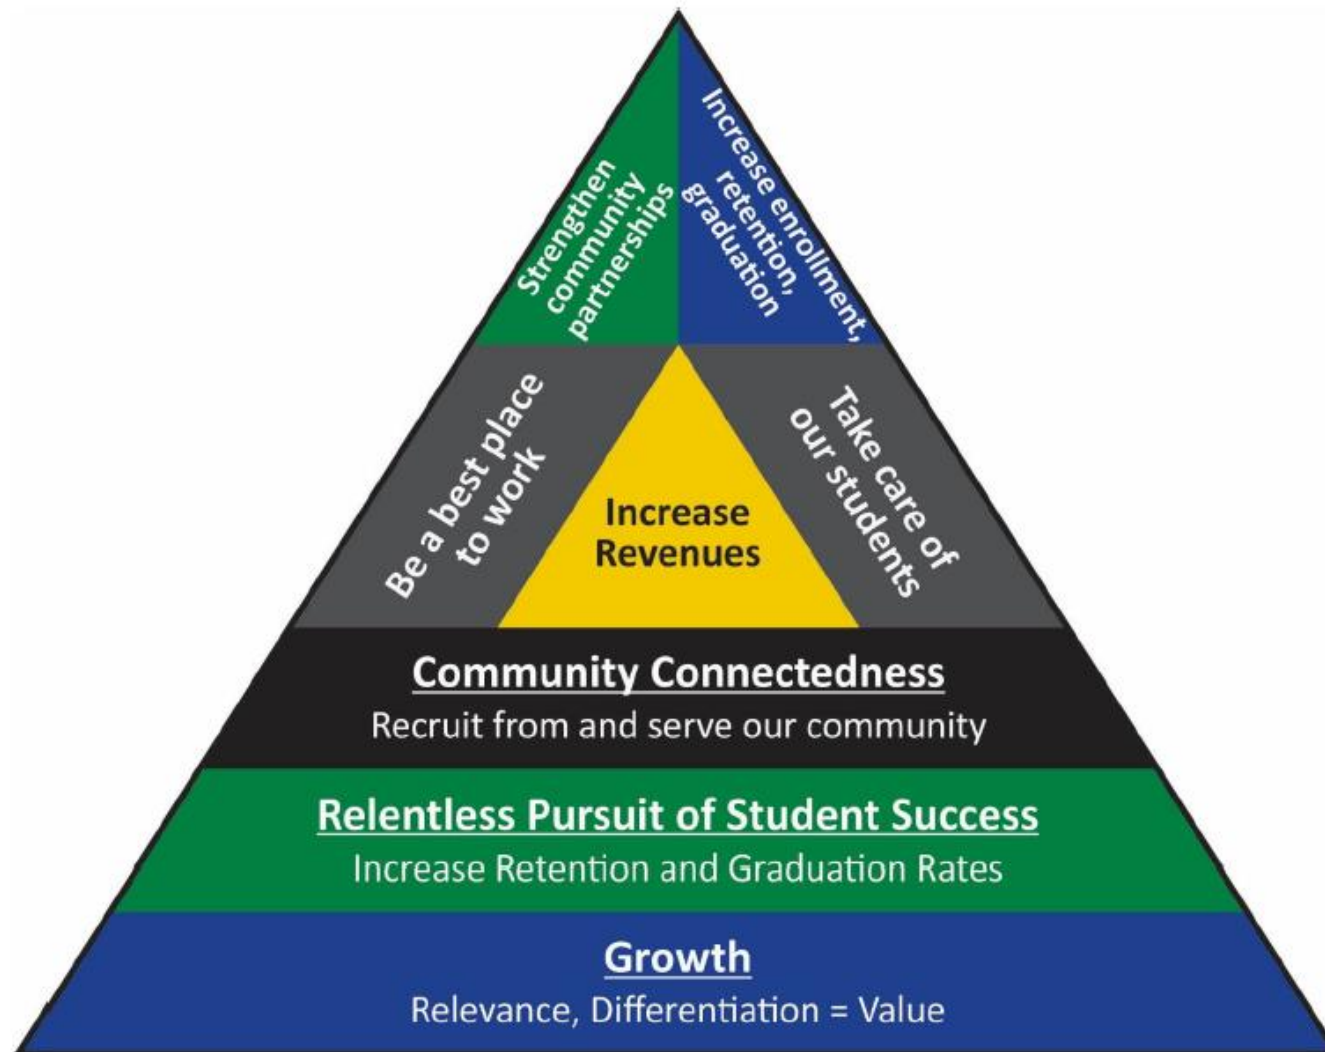 Strengthen
community
partnerships
Increase enrollment,
retention,
graduation
Be a best place
to work
Increase
Revenues
Take care of
our students
Community Connectedness
Recruit from and serve our community
Relentless Pursuit of Student Success
Increase Retention and Graduation Rates
Growth
Relevance, Differentiation = Value